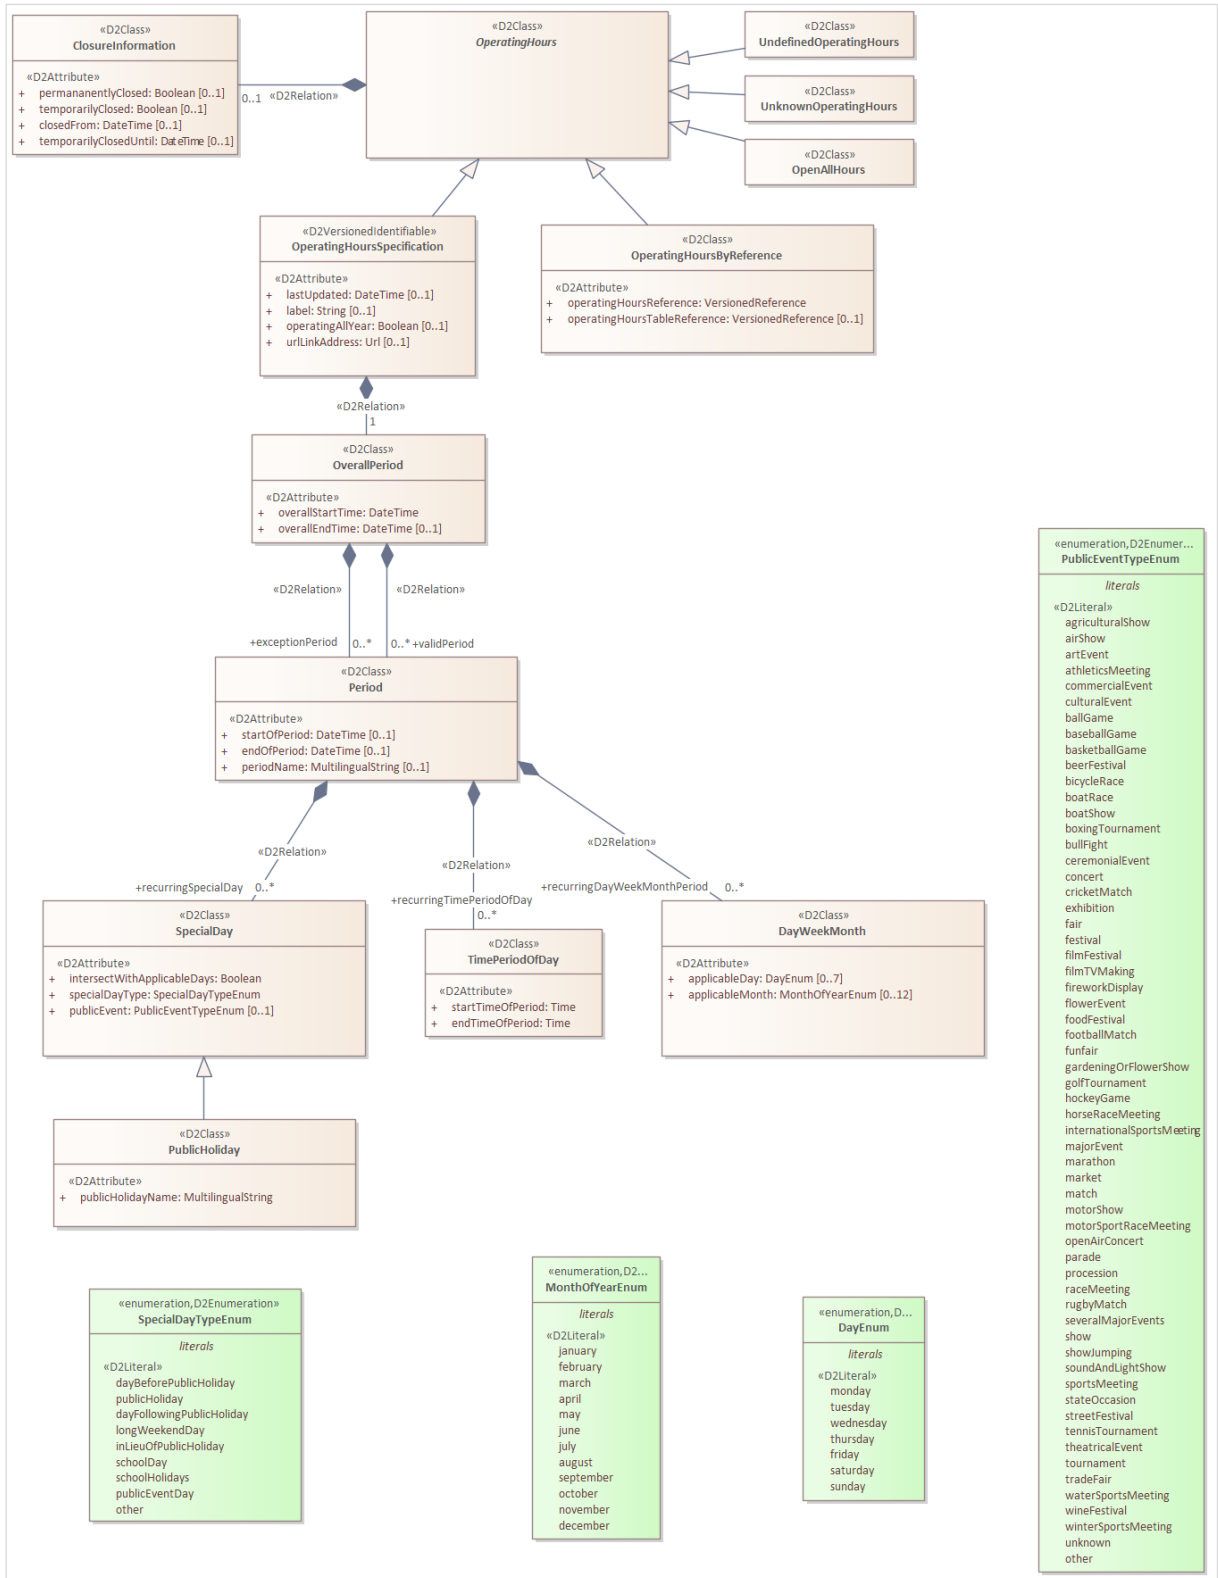 «D2Class»
ClosureInformation
«D2Attribute»
+ permananentlyClosed: Boolean [0..1]
+ temporarilyClosed: Boolean [0..1]
+ closedFrom: DateTime [0..1]
+ temporarilyClosedUntil: DateTime [0..1]
0..1 «D2Relation»
«D2Class»
OperatingHours
«D2Class»
UndefinedOperatingHours
«D2Class»
UnknownOperatingHours
«D2Class»
OpenAllHours
«D2VersionedIdentifiable»
OperatingHoursSpecification
«D2Attribute»
+ lastUpdated: DateTime [0..1]
+ label: String [0..1]
+ operatingAllYear: Boolean [0..1]
+ urlLinkAddress: Url [0..1]
«D2Class»
OperatingHoursByReference
«D2Attribute»
+ operatingHoursReference: VersionedReference
+ operatingHoursTableReference: VersionedReference [0..1]
«D2Relation»
1
«D2Class»
OverallPeriod
«D2Attribute»
+ overallStartTime: DateTime
+ overallEndTime: DateTime [0..1]
«D2Relation» «D2Relation»
+exceptionPeriod 0..* 0..* +validPeriod
«D2Class»
Period
«D2Attribute»
+ startOfPeriod: DateTime [0..1]
+ endOfPeriod: DateTime [0..1]
+ periodName: MultilingualString [0..1]
«D2Relation»
+recurringSpecialDay 0..*
«D2Relation»
+recurringTimePeriodOfDay
0..*
«D2Relation»
+recurringDayWeekMonthPeriod 0..*
«D2Class»
SpecialDay
«D2Attribute»
+ intersectWithApplicableDays: Boolean
+ specialDayType: SpecialDayTypeEnum
+ publicEvent: PublicEventTypeEnum [0..1]
«D2Class»
TimePeriodOfDay
«D2Attribute»
+ startTimeOfPeriod: Time
+ endTimeOfPeriod: Time
«D2Class»
DayWeekMonth
«D2Attribute»
+ applicableDay: DayEnum [0..7]
+ applicableMonth: MonthOfYearEnum [0..12]
«D2Class»
PublicHoliday
«D2Attribute»
+ publicHolidayName: MultilingualString
«enumeration,D2Enumeration»
SpecialDayTypeEnum
literals
«D2Literal»
dayBeforePublicHoliday
publicHoliday
dayFollowingPublicHoliday
longWeekendDay
inLieuOfPublicHoliday
schoolDay
schoolHolidays
publicEventDay
other
«enumeration,D2...
MonthOfYearEnum
literals
«D2Literal»
january
february
march
april
may
june
july
august
september
october
november
december
«enumeration,D...
DayEnum
literals
«D2Literal»
monday
tuesday
wednesday
thursday
friday
saturday
sunday
«enumeration,D2Enumer...
PublicEventTypeEnum
literals
«D2Literal»
agriculturalShow
airShow
artEvent
athleticsMeeting
commercialEvent
culturalEvent
ballGame
baseballGame
basketballGame
beerFestival
bicycleRace
boatRace
boatShow
boxingTournament
bullFight
ceremonialEvent
concert
cricketMatch
exhibition
fair
festival
filmFestival
filmTVMaking
fireworkDisplay
flowerEvent
foodFestival
footballMatch
funfair
gardeningOrFlowerShow
golfTournament
hockeyGame
horseRaceMeeting
internationalSportsMeeting
majorEvent
marathon
market
match
motorShow
motorSportRaceMeeting
openAirConcert
parade
procession
raceMeeting
rugbyMatch
severalMajorEvents
show
showJumping
soundAndLightShow
sportsMeeting
stateOccasion
streetFestival
tennisTournament
theatricalEvent
tournament
tradeFair
waterSportsMeeting
wineFestival
winterSportsMeeting
unknown
other